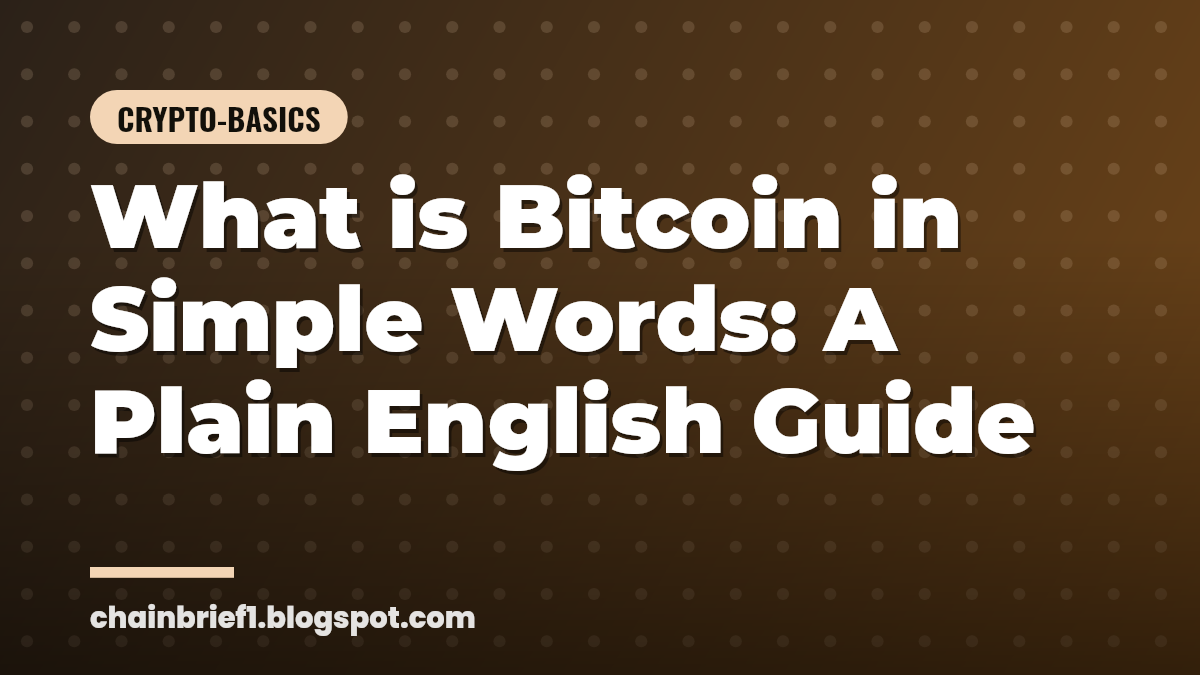 CRYPTO-BASICS
What is Bitcoin in
Simple Words: A
Plain English Guide
chainbrief1.blogspot.com